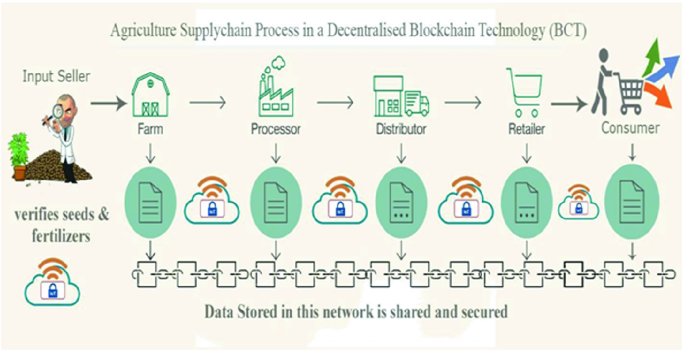 Agriculture Supplychain Process in a Decentralised Blockchain Technology (BCT)
Input Seller
Farm
Processor
Distributor
Retailer
Consumer
verifies seeds &
fertilizers
Data Stored in this network is shared and secured